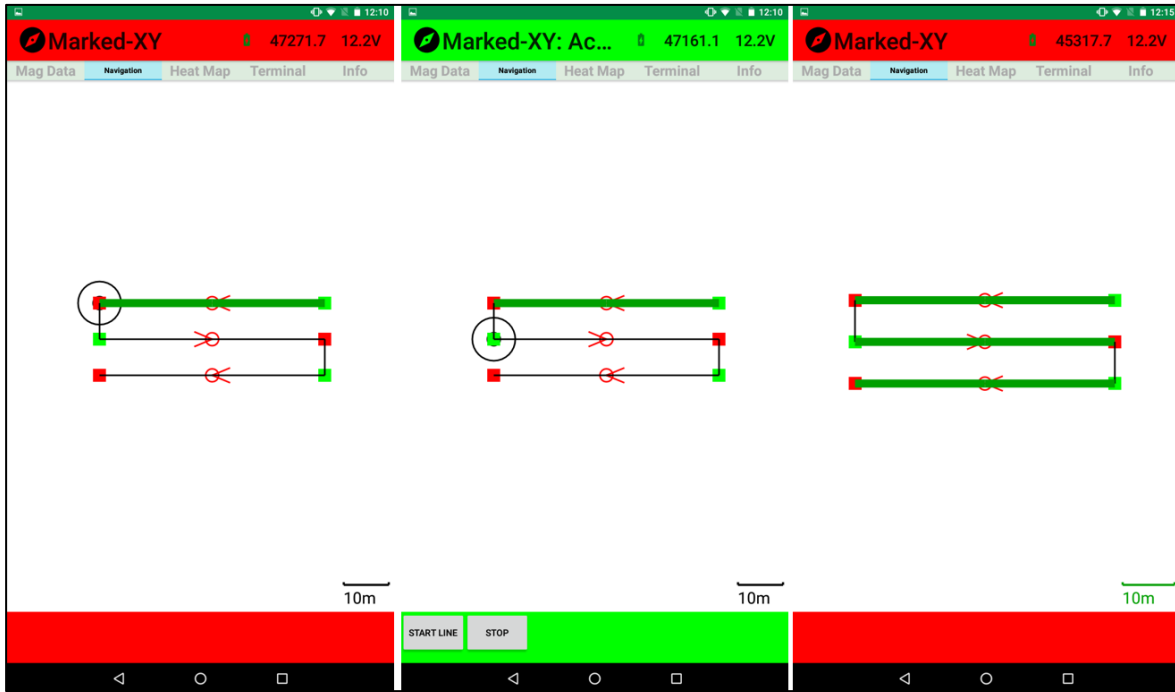 12:10
Marked-XY 47271.7 12.2V
Mag Data Navigation Heat Map Terminal Info
10m
12:10
Marked-XY: Ac... 47161.1 12.2V
Mag Data Navigation Heat Map Terminal Info
10m
START LINE STOP
12:15
Marked-XY 45317.7 12.2V
Mag Data Navigation Heat Map Terminal Info
10m